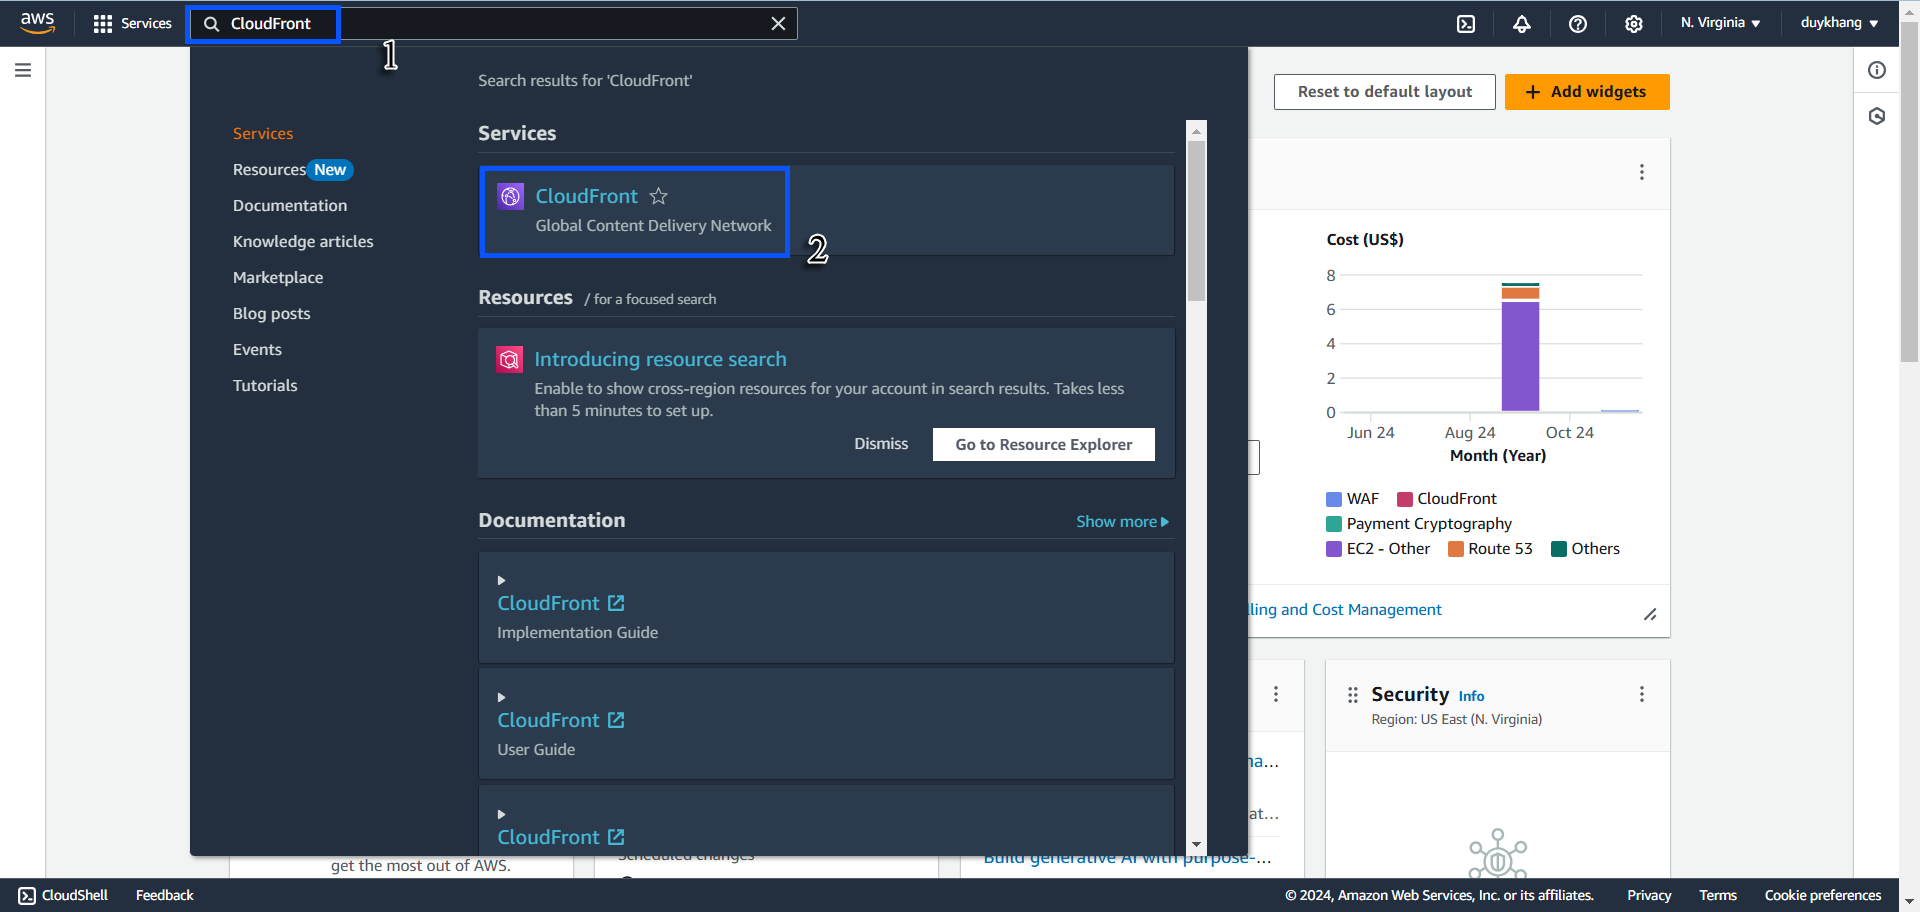 aws
Services
CloudFront
N. Virginia
duykhang
1
Search results for 'CloudFront'
Services
Resources New
Documentation
Knowledge articles
Marketplace
Blog posts
Events
Tutorials
Services
CloudFront
Global Content Delivery Network
2
Resources / for a focused search
Introducing resource search
Enable to show cross-region resources for your account in search results. Takes less
than 5 minutes to set up.
Dismiss
Go to Resource Explorer
Documentation
Show more
CloudFront
Implementation Guide
CloudFront
User Guide
CloudFront
Reset to default layout
+ Add widgets
Cost (US$)
8
6
4
2
0
Jun 24
Aug 24
Oct 24
Month (Year)
WAF
CloudFront
Payment Cryptography
EC2 - Other
Route 53
Others
lling and Cost Management
Security Info
Region: US East (N. Virginia)
na...
at...
get the most out of AWS.
Scheduled changes
Build generative AI with purpose-...
CloudShell
Feedback
© 2024, Amazon Web Services, Inc. or its affiliates.
Privacy
Terms
Cookie preferences